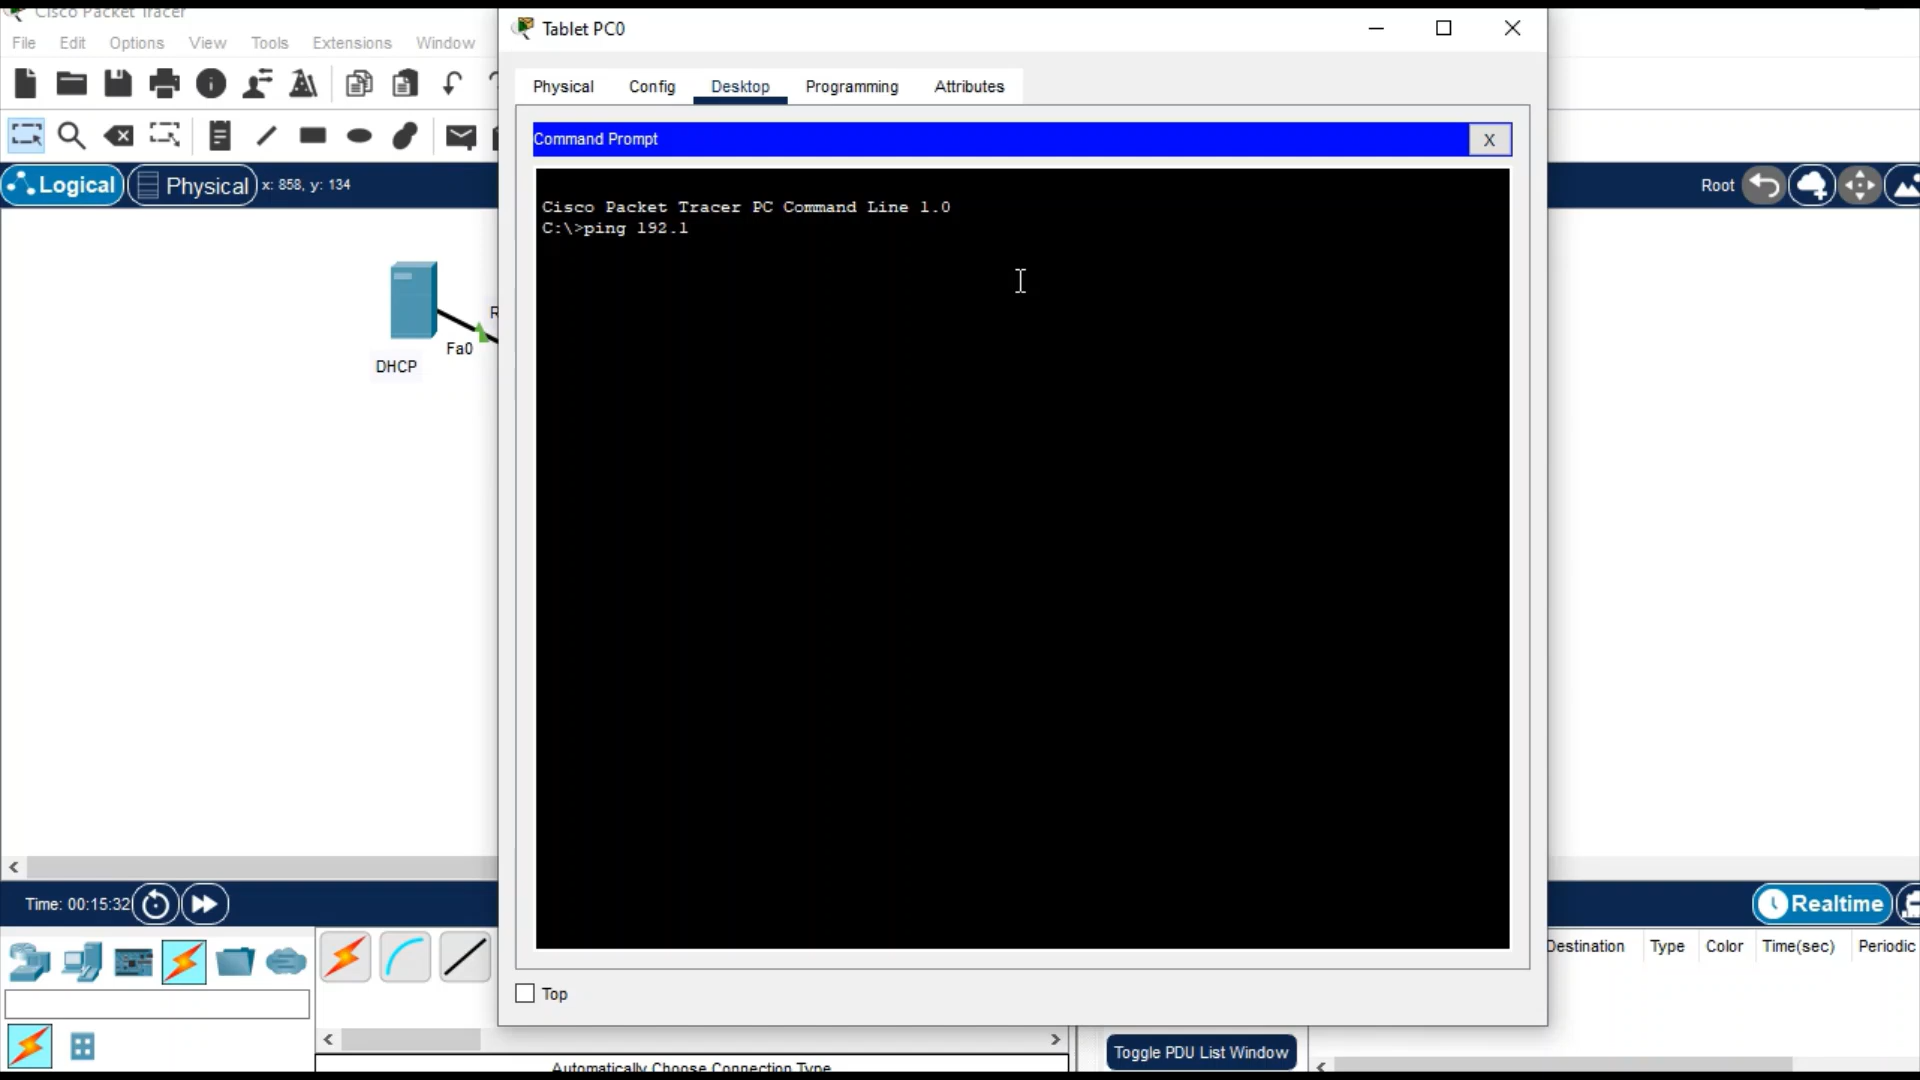 Cisco Packet Tracer
Tablet PC0
File Edit Options View Tools Extensions Window
Physical Config Desktop Programming Attributes
Command Prompt
X
Logical Physical x: 858, y: 134
Root
Cisco Packet Tracer PC Command Line 1.0
C:\>ping 192.1
Fa0
DHCP
Time: 00:15:32
Realtime
Destination Type Color Time(sec) Periodic
Top
Toggle PDU List Window
Automatically Choose Connection Type